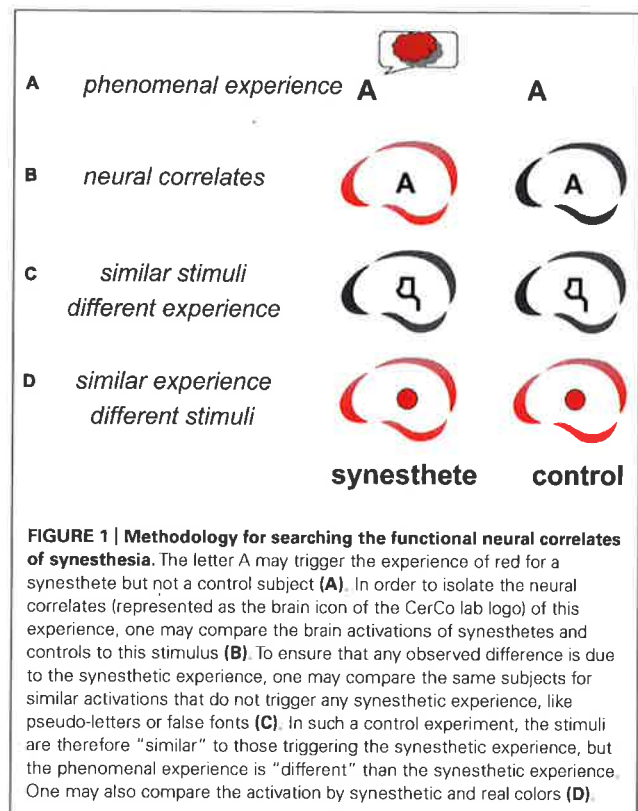 A phenomenal experience A A
B neural correlates A A
C similar stimuli
different experience
D similar experience
different stimuli
synesthete control
FIGURE 1 | Methodology for searching the functional neural correlates
of synesthesia. The letter A may trigger the experience of red for a
synesthete but not a control subject (A). In order to isolate the neural
correlates (represented as the brain icon of the CerCo lab logo) of this
experience, one may compare the brain activations of synesthetes and
controls to this stimulus (B). To ensure that any observed difference is due
to the synesthetic experience, one may compare the same subjects for
similar activations that do not trigger any synesthetic experience, like
pseudo-letters or false fonts (C). In such a control experiment, the stimuli
are therefore "similar" to those triggering the synesthetic experience, but
the phenomenal experience is "different" than the synesthetic experience.
One may also compare the activation by synesthetic and real colors (D).